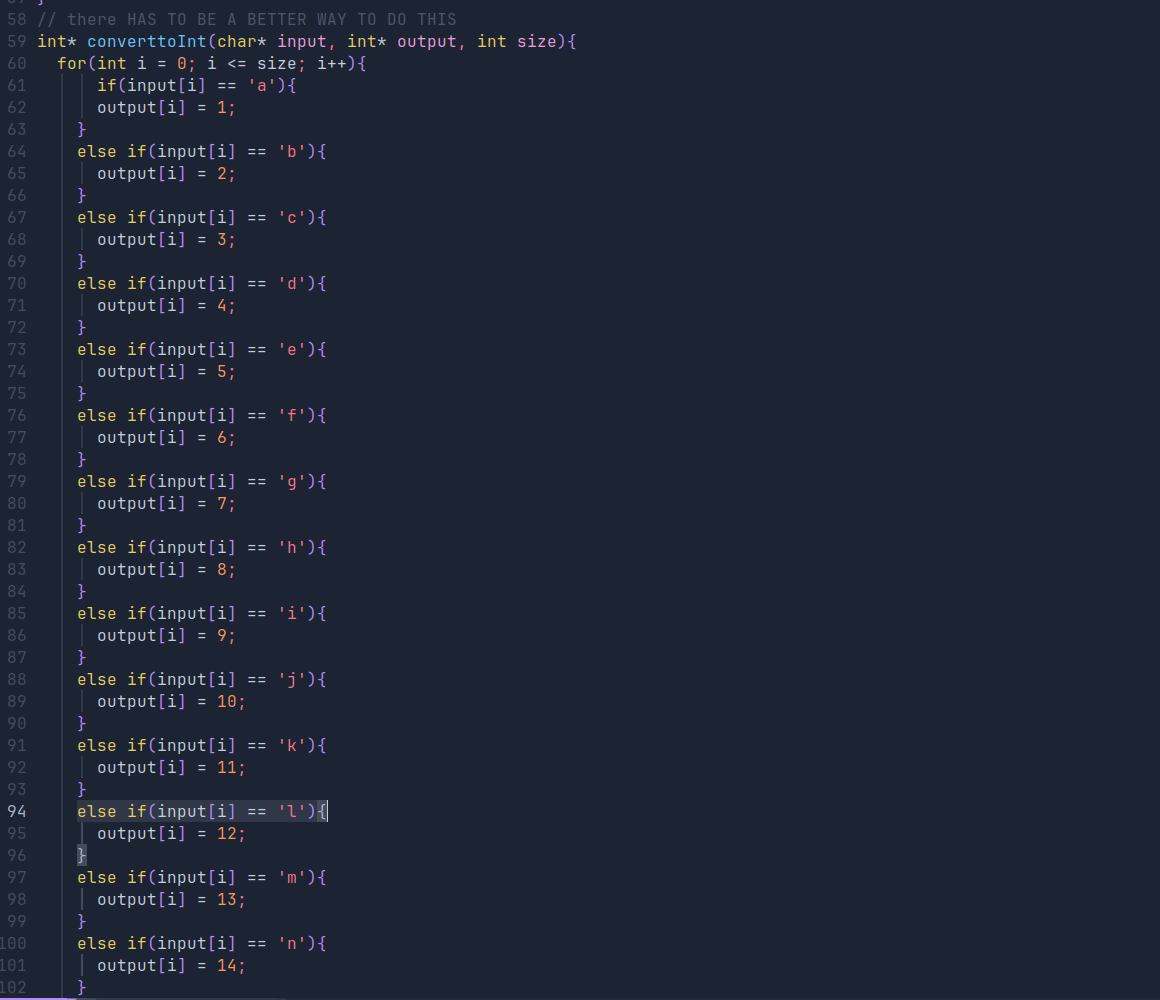 58 // there HAS TO BE A BETTER WAY TO DO THIS
59 int* converttoInt(char* input, int* output, int size){
60   for(int i = 0; i <= size; i++){
61       if(input[i] == 'a'){
62       output[i] = 1;
63     }
64     else if(input[i] == 'b'){
65       output[i] = 2;
66     }
67     else if(input[i] == 'c'){
68       output[i] = 3;
69     }
70     else if(input[i] == 'd'){
71       output[i] = 4;
72     }
73     else if(input[i] == 'e'){
74       output[i] = 5;
75     }
76     else if(input[i] == 'f'){
77       output[i] = 6;
78     }
79     else if(input[i] == 'g'){
80       output[i] = 7;
81     }
82     else if(input[i] == 'h'){
83       output[i] = 8;
84     }
85     else if(input[i] == 'i'){
86       output[i] = 9;
87     }
88     else if(input[i] == 'j'){
89       output[i] = 10;
90     }
91     else if(input[i] == 'k'){
92       output[i] = 11;
93     }
94     else if(input[i] == 'l'){
95       output[i] = 12;
96     }
97     else if(input[i] == 'm'){
98       output[i] = 13;
99     }
100     else if(input[i] == 'n'){
101       output[i] = 14;
102     }